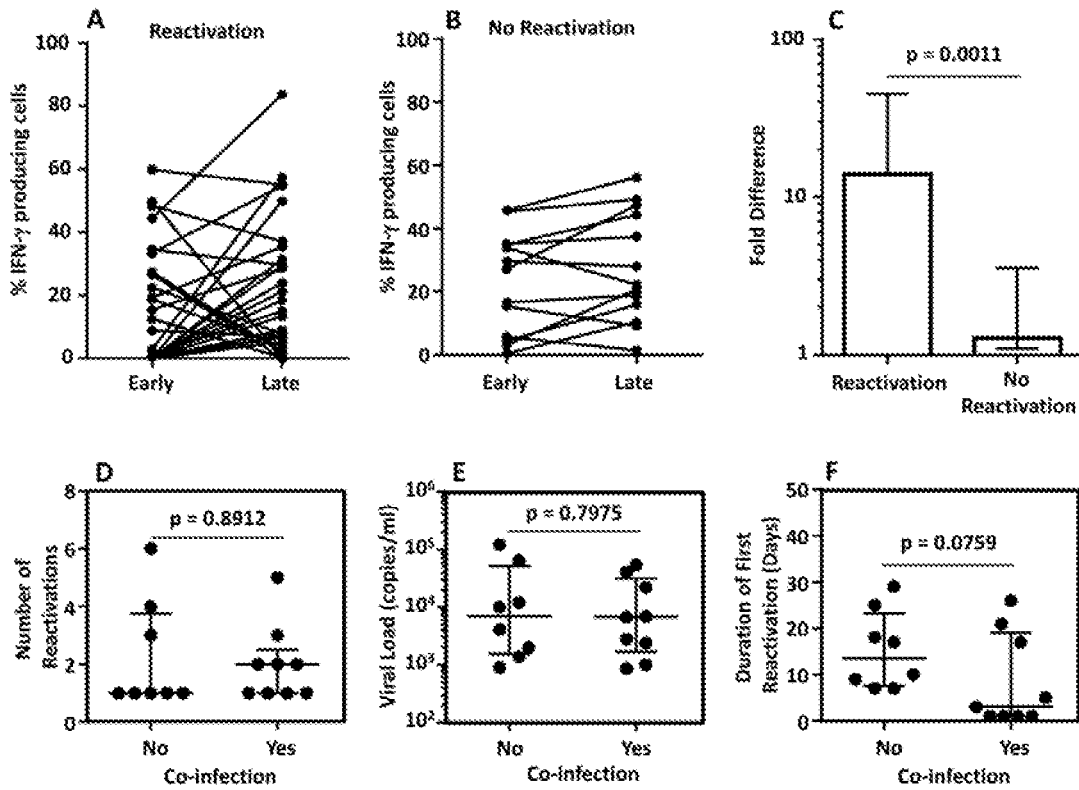 A
Reactivation
% IFN-γ producing cells
100
80
60
40
20
0
Early
Late
B
No Reactivation
% IFN-γ producing cells
100
80
60
40
20
0
Early
Late
C
p = 0.0011
Fold Difference
100
10
1
Reactivation
No
Reactivation
D
p = 0.8912
Number of
Reactivations
8
6
4
2
0
No
Yes
Co-infection
E
p = 0.7975
Viral Load (copies/ml)
10⁶
10⁵
10⁴
10³
10²
No
Yes
Co-infection
F
p = 0.0759
Duration of First
Reactivation (Days)
50
40
30
20
10
0
No
Yes
Co-infection